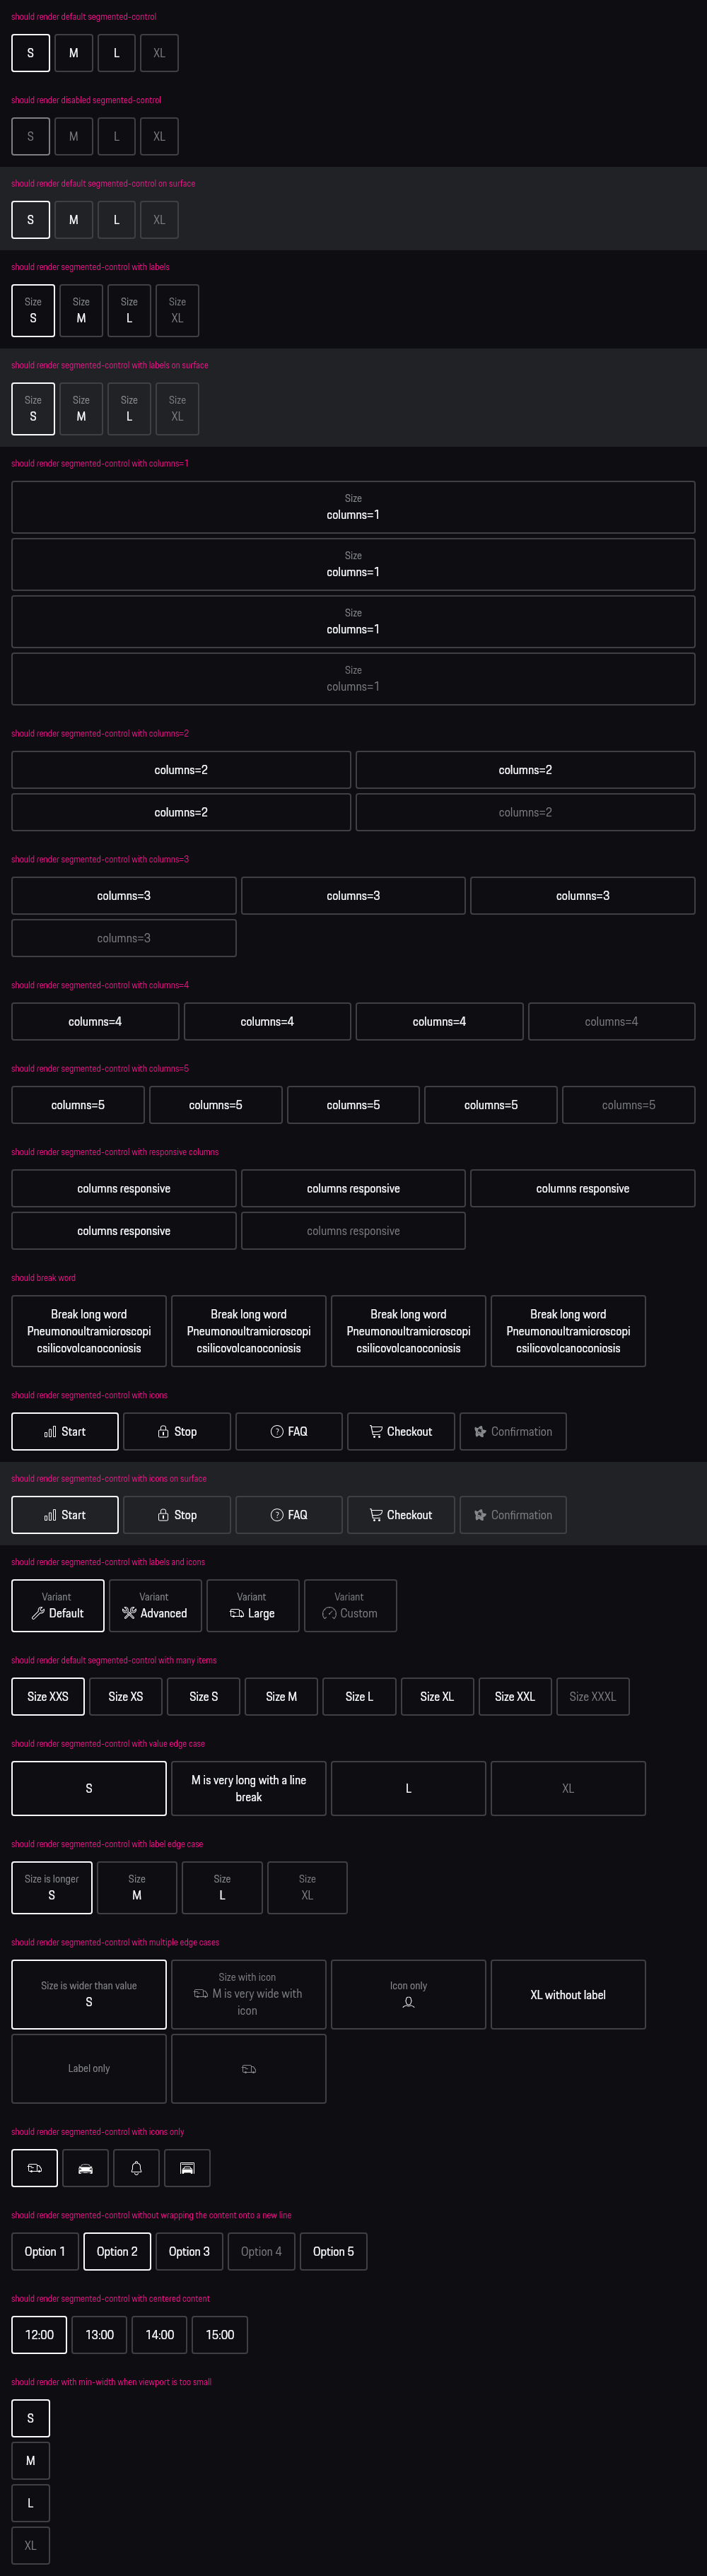 should render default segmented-control
S M L XL
should render disabled segmented-control
S M L XL
should render default segmented-control on surface
S M L XL
should render segmented-control with labels
Size Size Size Size
S M L XL
should render segmented-control with labels on surface
Size Size Size Size
S M L XL
should render segmented-control with columns=1
Size
columns=1
Size
columns=1
Size
columns=1
Size
columns=1
should render segmented-control with columns=2
columns=2 columns=2
columns=2 columns=2
should render segmented-control with columns=3
columns=3 columns=3 columns=3
columns=3
should render segmented-control with columns=4
columns=4 columns=4 columns=4 columns=4
should render segmented-control with columns=5
columns=5 columns=5 columns=5 columns=5 columns=5
should render segmented-control with responsive columns
columns responsive columns responsive columns responsive
columns responsive columns responsive
should break word
Break long word Break long word Break long word Break long word
Pneumonoultramicroscopi Pneumonoultramicroscopi Pneumonoultramicroscopi Pneumonoultramicroscopi
csilicovolcanoconiosis csilicovolcanoconiosis csilicovolcanoconiosis csilicovolcanoconiosis
should render segmented-control with icons
Start Stop FAQ Checkout Confirmation
should render segmented-control with icons on surface
Start Stop FAQ Checkout Confirmation
should render segmented-control with labels and icons
Variant Variant Variant Variant
Default Advanced Large Custom
should render default segmented-control with many items
Size XXS Size XS Size S Size M Size L Size XL Size XXL Size XXXL
should render segmented-control with value edge case
S M is very long with a line break L XL
should render segmented-control with label edge case
Size is longer Size Size Size
S M L XL
should render segmented-control with multiple edge cases
Size is wider than value
S
Size with icon
M is very wide with
icon
Icon only
XL without label
Label only
should render segmented-control with icons only
should render segmented-control without wrapping the content onto a new line
Option 1 Option 2 Option 3 Option 4 Option 5
should render segmented-control with centered content
12:00 13:00 14:00 15:00
should render with min-width when viewport is too small
S
M
L
XL